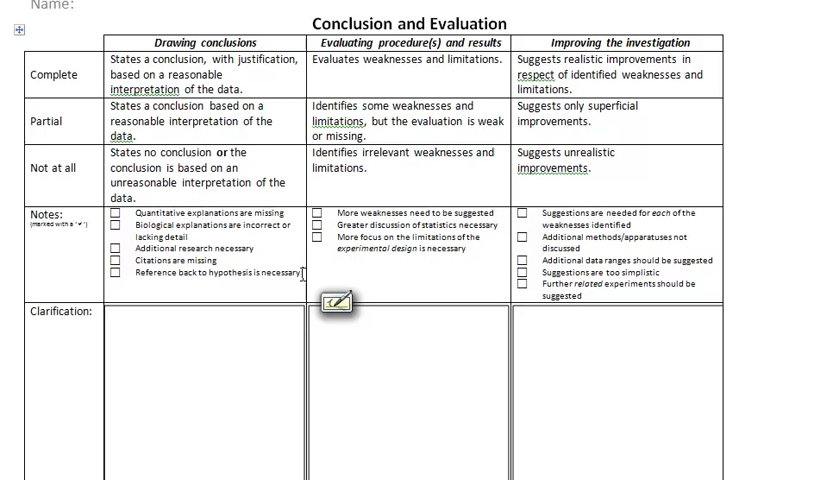 Name:
Conclusion and Evaluation
Drawing conclusions
Evaluating procedure(s) and results
Improving the investigation
Complete
States a conclusion, with justification,
based on a reasonable
interpretation of the data.
Evaluates weaknesses and limitations.
Suggests realistic improvements in
respect of identified weaknesses and
limitations.
Partial
States a conclusion based on a
reasonable interpretation of the
data.
Identifies some weaknesses and
limitations, but the evaluation is weak
or missing.
Suggests only superficial
improvements.
Not at all
States no conclusion or the
conclusion is based on an
unreasonable interpretation of the
data.
Identifies irrelevant weaknesses and
limitations.
Suggests unrealistic
improvements.
Notes:
(marked with a "✔")
Quantitative explanations are missing
Biological explanations are incorrect or
lacking detail
Additional research necessary
Citations are missing
Reference back to hypothesis is necessary
More weaknesses need to be suggested
Greater discussion of statistics necessary
More focus on the limitations of the
experimental design is necessary
Suggestions are needed for each of the
weaknesses identified
Additional methods/apparatuses not
discussed
Additional data ranges should be suggested
Suggestions are too simplistic
Further related experiments should be
suggested
Clarification: